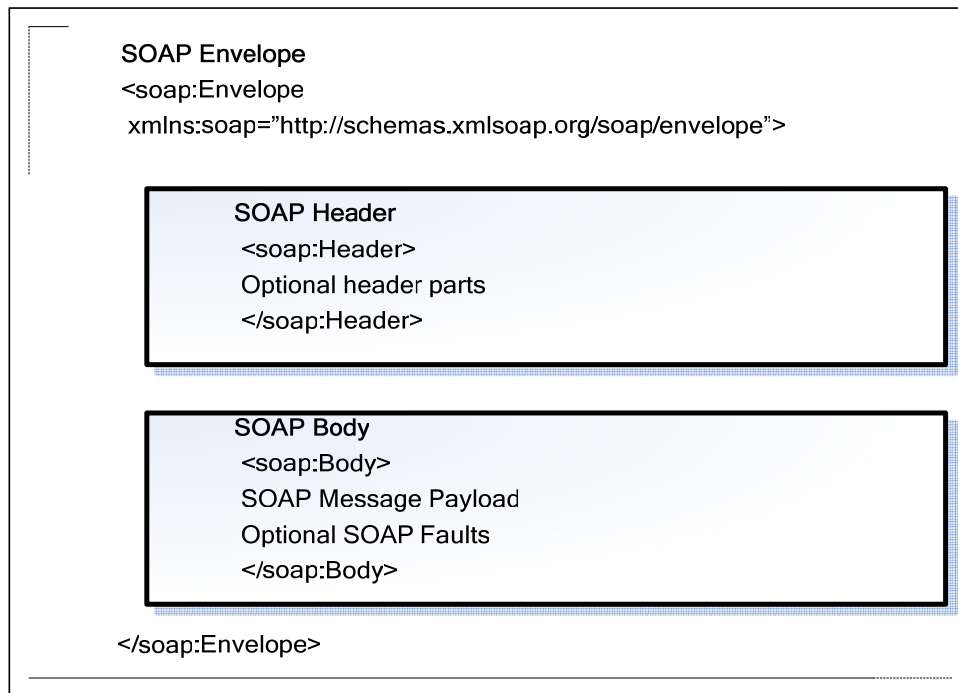 SOAP Envelope
<soap:Envelope
xmlns:soap=”http://schemas.xmlsoap.org/soap/envelope”>
SOAP Header
<soap:Header>
Optional header parts
</soap:Header>
SOAP Body
<soap:Body>
SOAP Message Payload
Optional SOAP Faults
</soap:Body>
</soap:Envelope>